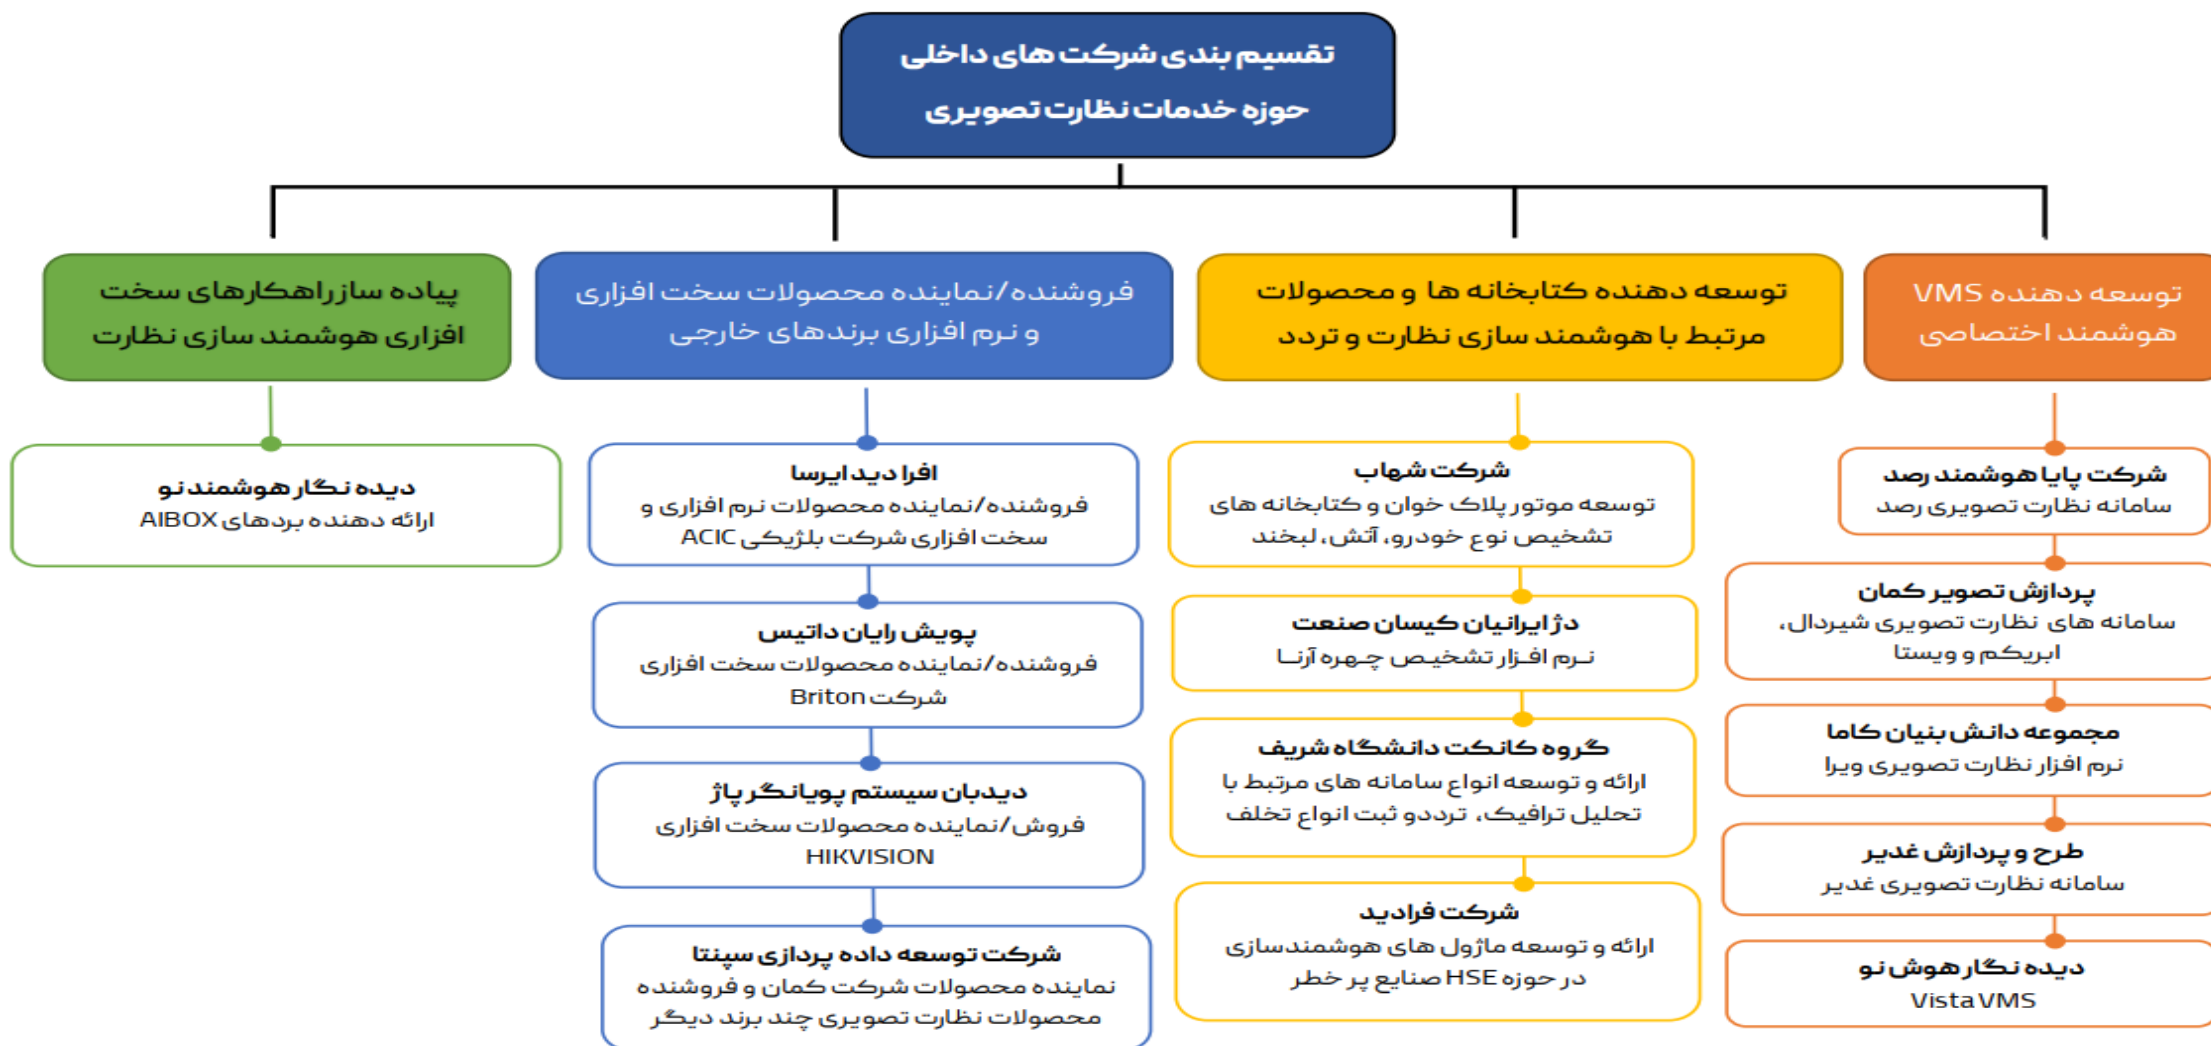 تقسیم بندی شرکت های داخلی
حوزه خدمات نظارت تصویری
توسعه دهنده VMS
هوشمند اختصاصی
شرکت پایا هوشمند رصد
سامانه نظارت تصویری رصد
پردازش تصویر کمان
سامانه های نظارت تصویری شیردال،
ابریکم و ویستا
مجموعه دانش بنیان کاما
نرم افزار نظارت تصویری ویرا
طرح و پردازش غدیر
سامانه نظارت تصویری غدیر
دیده نگار هوش نو
Vista VMS
توسعه دهنده کتابخانه ها و محصولات
مرتبط با هوشمند سازی نظارت و تردد
شرکت شهاب
توسعه موتور پلاک خوان و کتابخانه های
تشخیص نوع خودرو، آتش، لبخند
دژ ایرانیان کیسان صنعت
نـرم افـزار تشخیـص چـهره آرنـا
گروه کانکت دانشگاه شریف
ارائه و توسعه انواع سامانه های مرتبط با
تحلیل ترافیک، ترددو ثبت انواع تخلف
شرکت فرادید
ارائه و توسعه ماژول های هوشمندسازی
در حوزه HSE صنایع پر خطر
فروشنده/نماینده محصولات سخت افزاری
و نرم افزاری برندهای خارجی
افرا دید ایرسا
فروشنده/نماینده محصولات نرم افزاری و
سخت افزاری شرکت بلژیکی ACIC
پویش رایان داتیس
فروشنده/نماینده محصولات سخت افزاری
شرکت Briton
دیدبان سیستم پویانگر پاژ
فروش/نماینده محصولات سخت افزاری
HIKVISION
شرکت توسعه داده پردازی سپنتا
نماینده محصولات شرکت کمان و فروشنده
محصولات نظارت تصویری چند برند دیگر
پیاده ساز راهکارهای سخت
افزاری هوشمند سازی نظارت
دیده نگار هوشمند نو
ارائه دهنده بردهای AIBOX